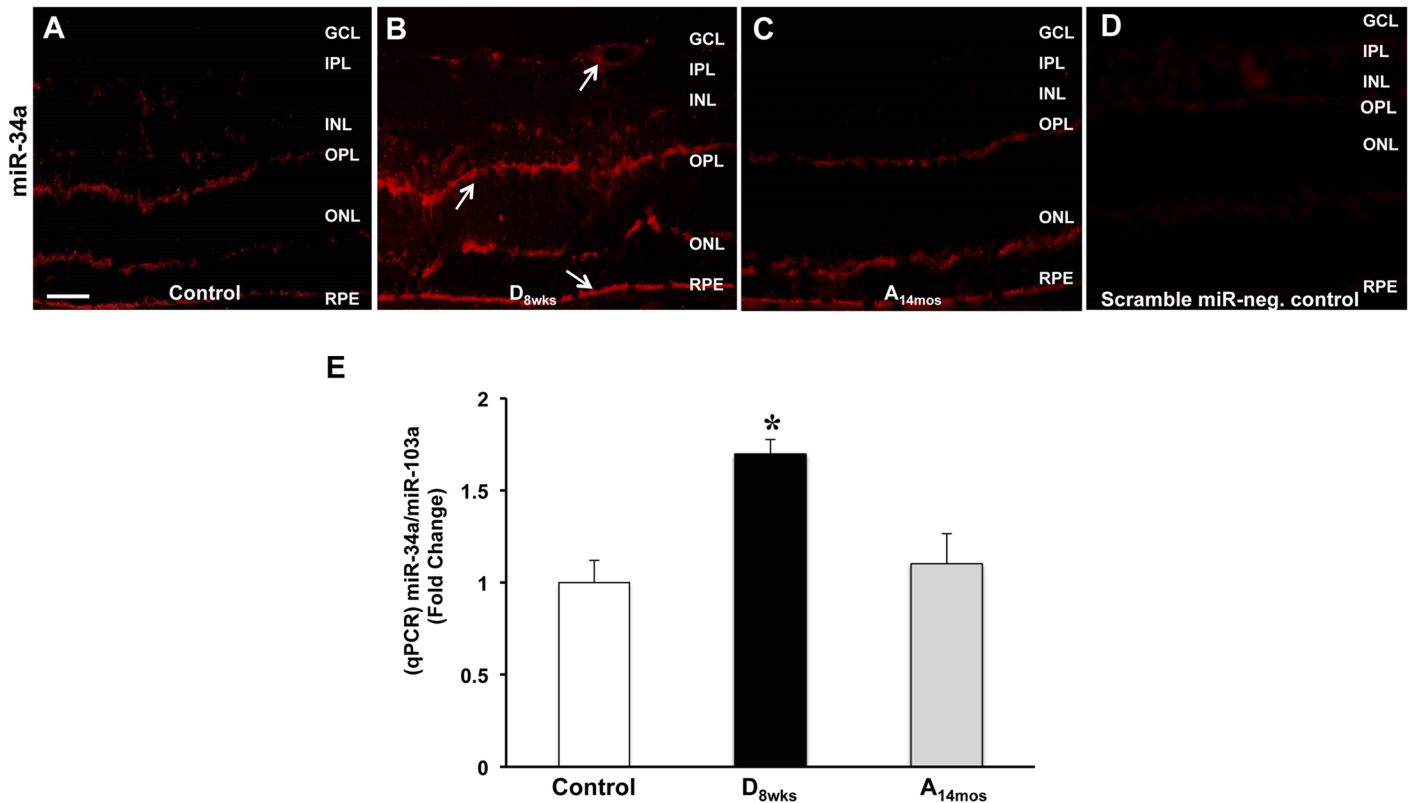 miR-34a
A
GCL
IPL
INL
OPL
ONL
RPE
Control
B
GCL
IPL
INL
OPL
ONL
RPE
D8wks
C
GCL
IPL
INL
OPL
ONL
RPE
A14mos
D
GCL
IPL
INL
OPL
ONL
RPE
Scramble miR-neg. control
E
(qPCR) miR-34a/miR-103a
(Fold Change)
2
1.5
1
0.5
0
*
Control
D8wks
A14mos